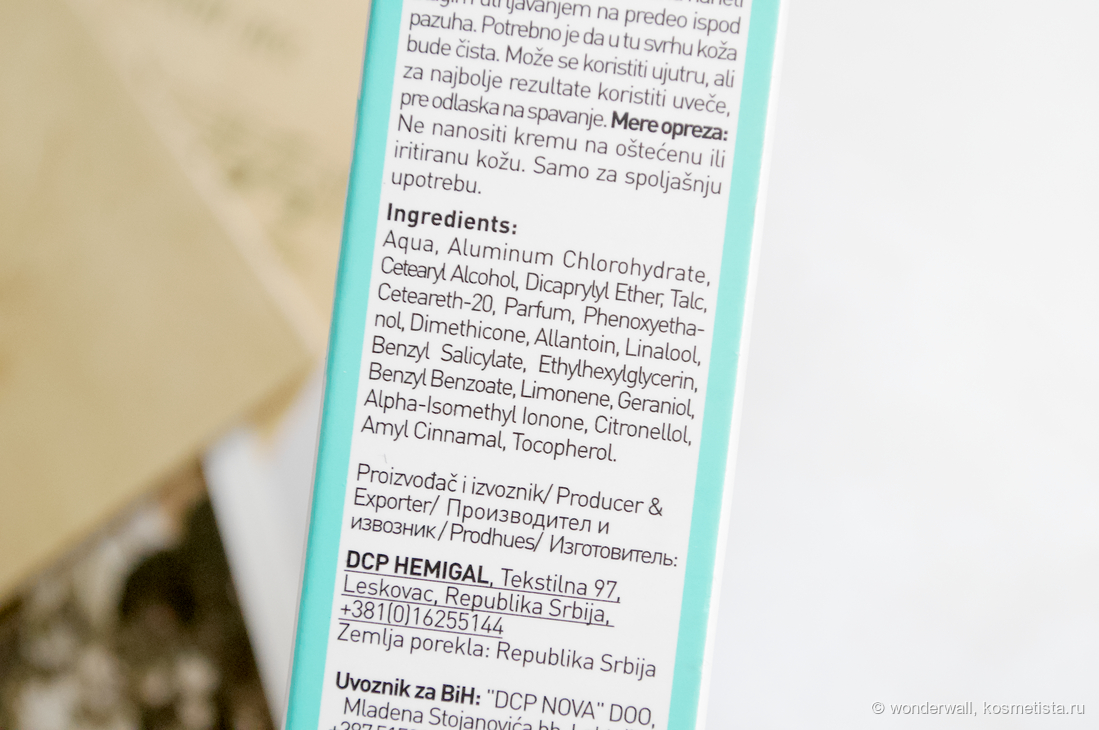 utrljavanjem na predeo ispod
pazuha. Potrebno je da u tu svrhu koža
bude čista. Može se koristiti ujutru, ali
za najbolje rezultate koristiti uveče,
pre odlaska na spavanje. Mere opreza:
Ne nanositi kremu na oštećenu ili
iritiranu kožu. Samo za spoljašnju
upotrebu.
Ingredients:
Aqua, Aluminum Chlorohydrate,
Cetearyl Alcohol, Dicaprylyl Ether, Talc,
Ceteareth-20, Parfum, Phenoxyetha-
nol, Dimethicone, Allantoin, Linalool,
Benzyl Salicylate, Ethylhexylglycerin,
Benzyl Benzoate, Limonene, Geraniol,
Alpha-Isomethyl Ionone, Citronellol,
Amyl Cinnamal, Tocopherol.
Proizvođač i izvoznik/ Producer &
Exporter/ Производител и
извозник/ Prodhues/ Изготовитель:
DCP HEMIGAL, Tekstilna 97,
Leskovac, Republika Srbija,
+381(0)16255144
Zemlja porekla: Republika Srbija
Uvoznik za BiH: "DCP NOVA" DOO,
Mladena Stojanovića
© wonderwall, kosmetista.ru